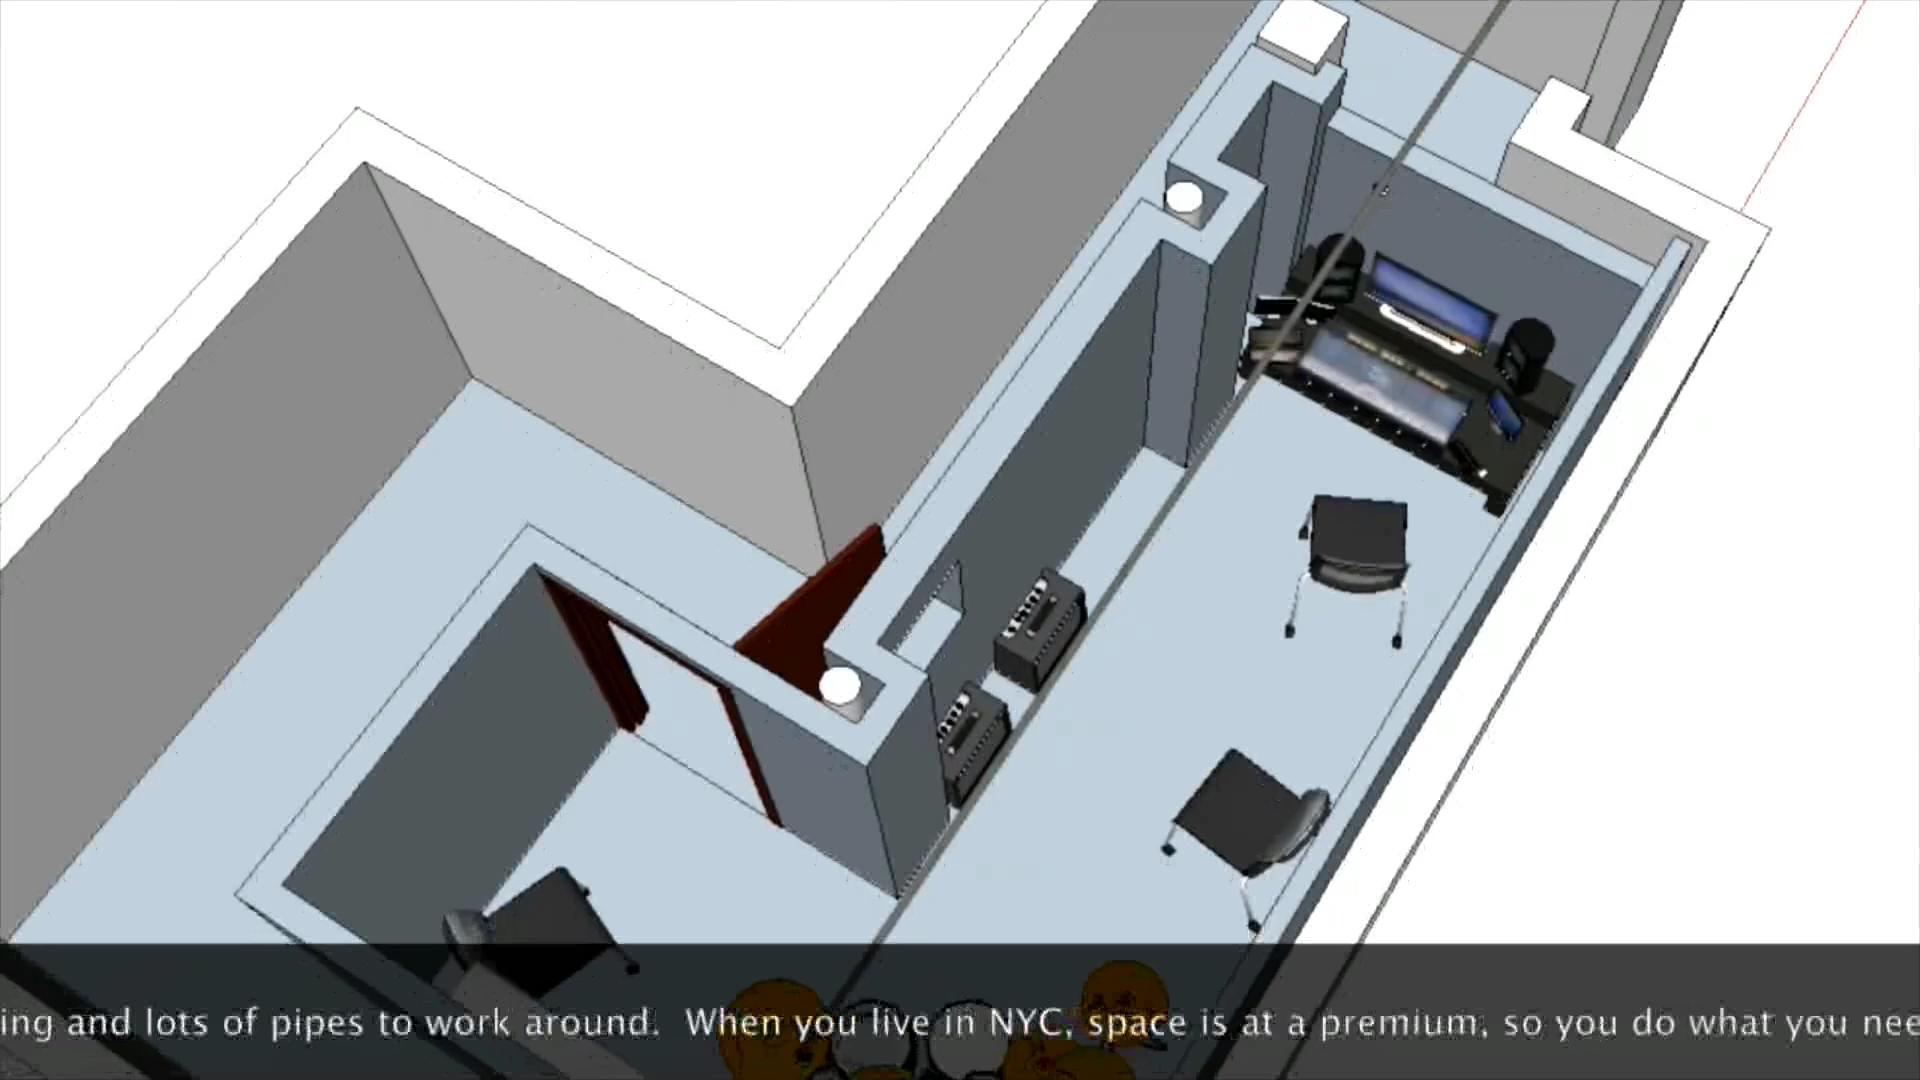 ing and lots of pipes to work around.  When you live in NYC, space is at a premium, so you do what you nee